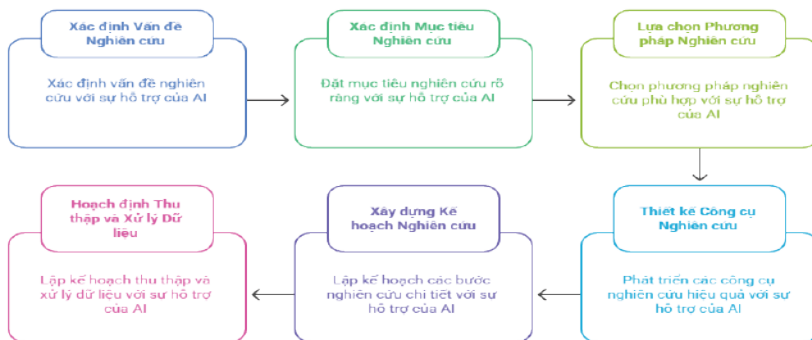 Xác định Vấn đề
Nghiên cứu
Xác định vấn đề nghiên
cứu với sự hỗ trợ của AI
Xác định Mục tiêu
Nghiên cứu
Đặt mục tiêu nghiên cứu rõ
ràng với sự hỗ trợ của AI
Lựa chọn Phương
pháp Nghiên cứu
Chọn phương pháp nghiên
cứu phù hợp với sự hỗ trợ
của AI
Thiết kế Công cụ
Nghiên cứu
Phát triển các công cụ
nghiên cứu hiệu quả với sự
hỗ trợ của AI
Xây dựng Kế
hoạch Nghiên cứu
Lập kế hoạch các bước
nghiên cứu chi tiết với sự
hỗ trợ của AI
Hoạch định Thu
thập và Xử lý Dữ
liệu
Lập kế hoạch thu thập và
xử lý dữ liệu với sự hỗ trợ
của AI